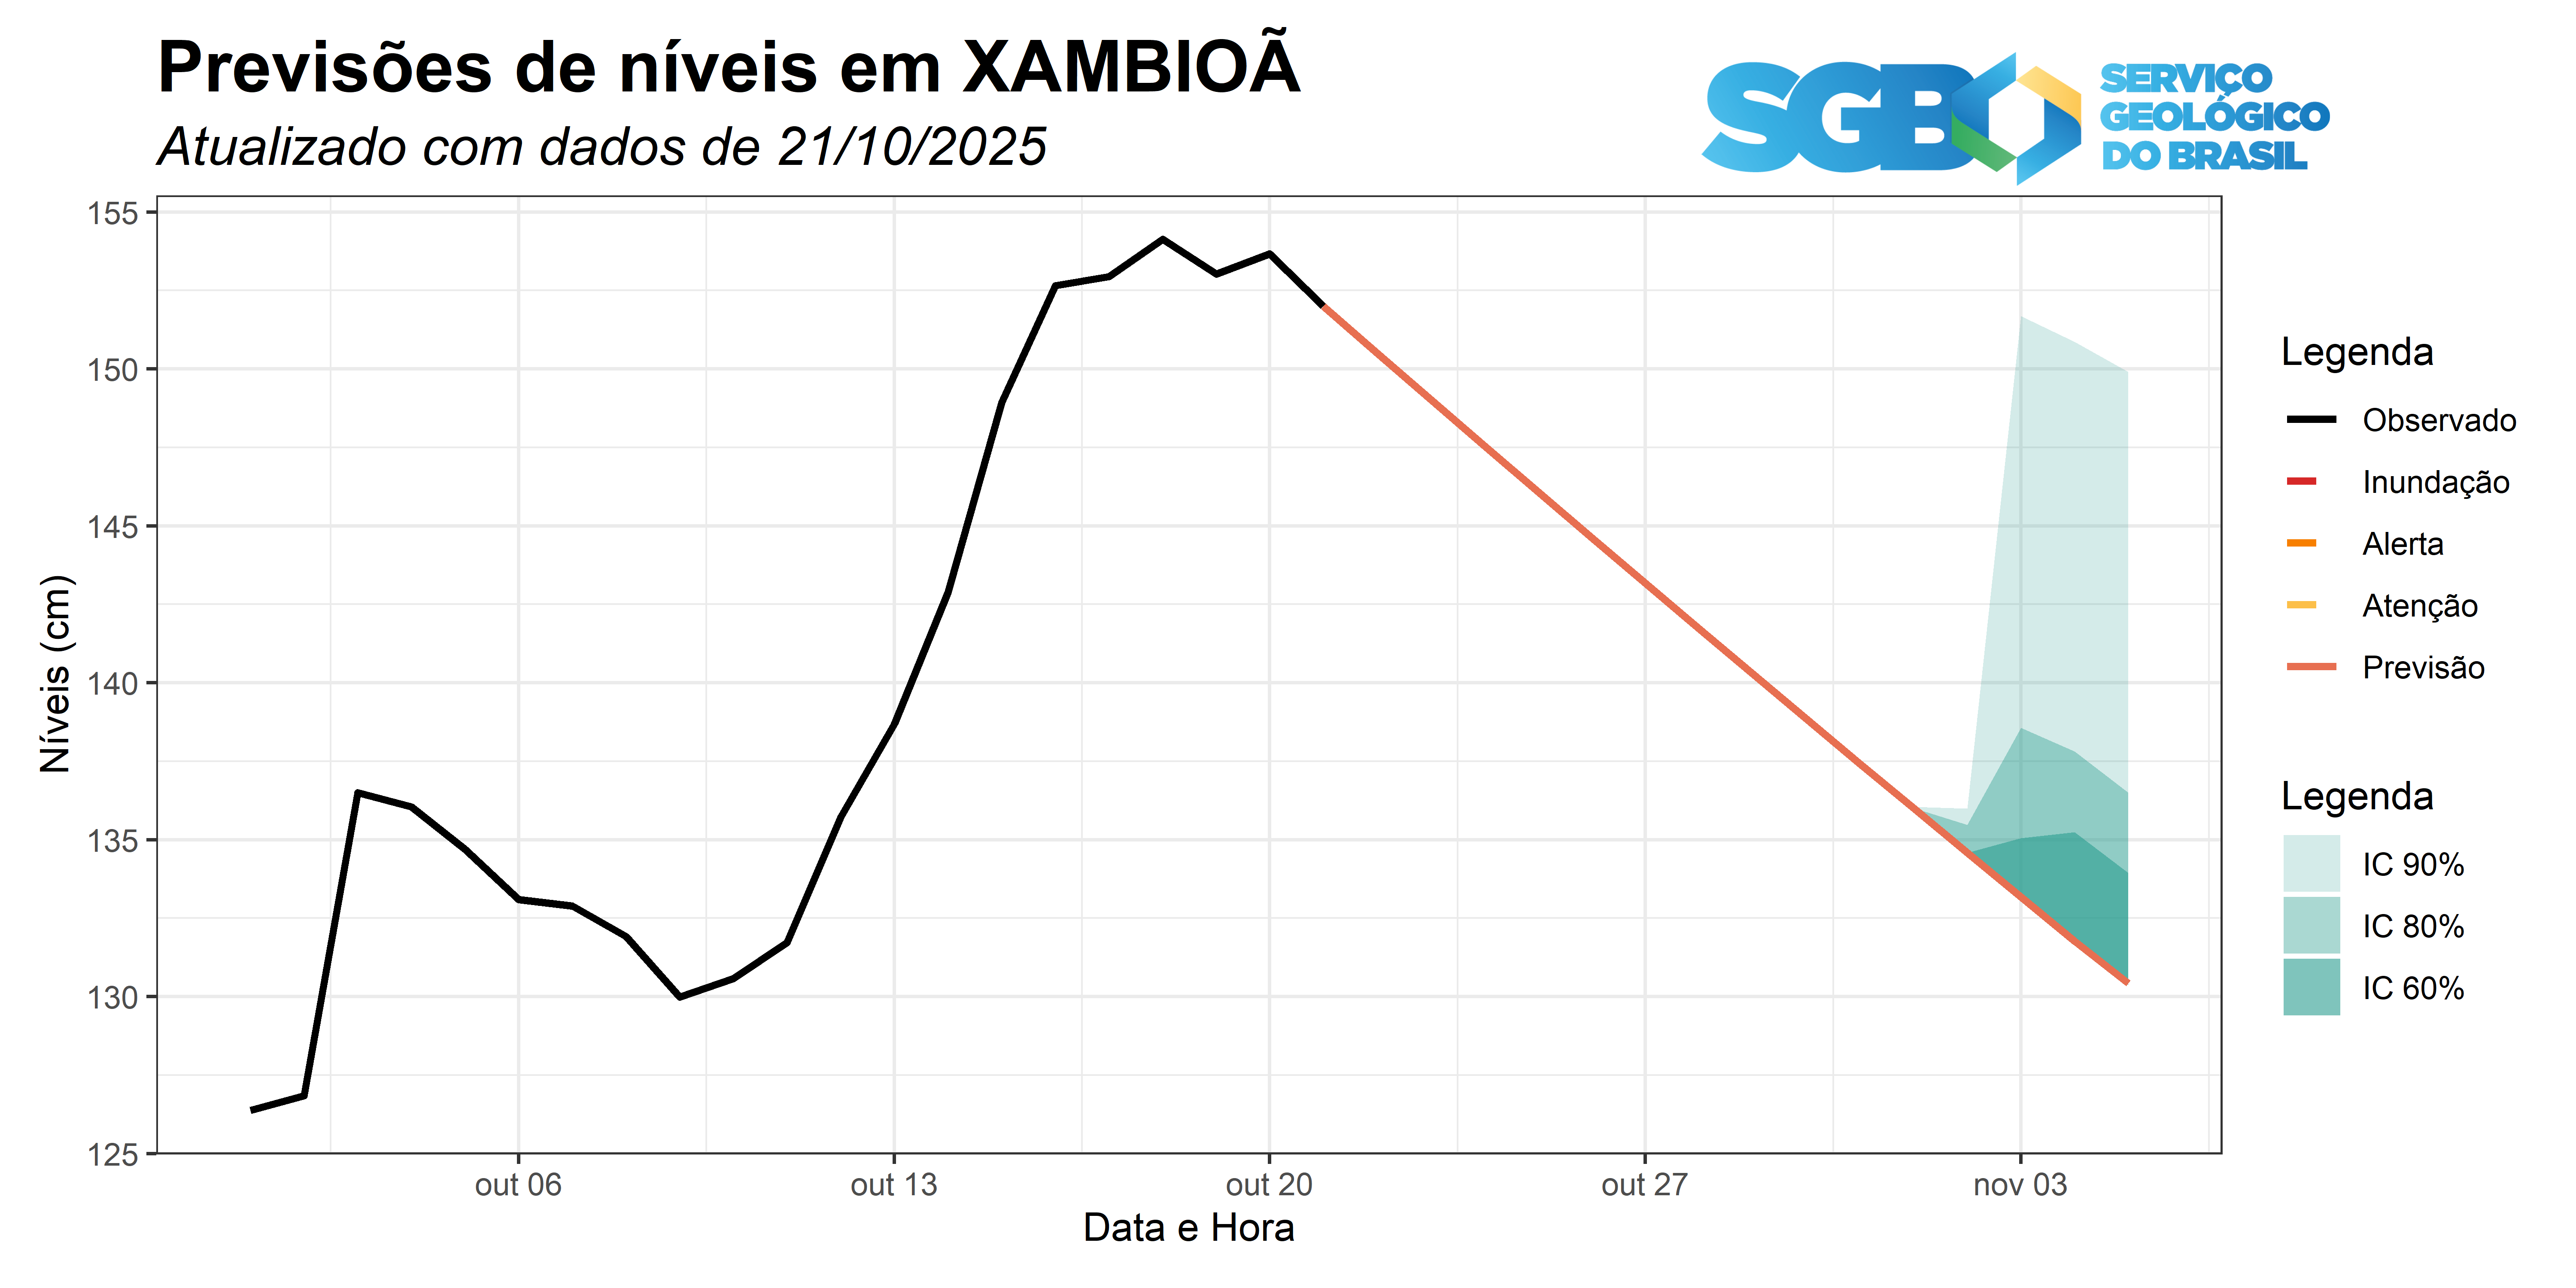 Previsões de níveis em XAMBIOÃ
Atualizado com dados de 21/10/2025
SGB
SERVIÇO
GEOLÓGICO
DO BRASIL
155
150
145
140
135
130
125
Níveis (cm)
out 06
out 13
out 20
out 27
nov 03
Data e Hora
Legenda
Observado
Inundação
Alerta
Atenção
Previsão
Legenda
IC 90%
IC 80%
IC 60%